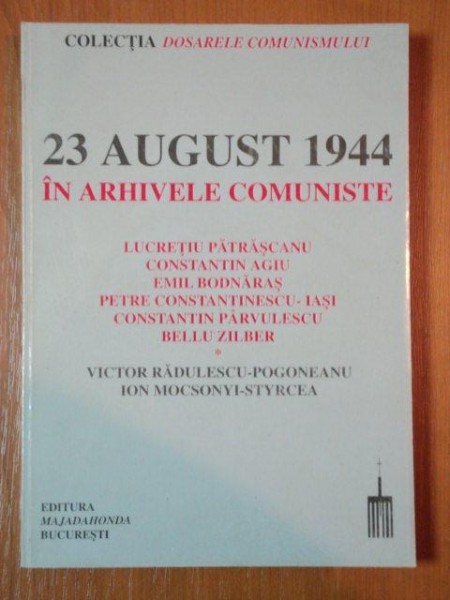 COLECȚIA DOSARELE COMUNISMULUI
23 AUGUST 1944
ÎN ARHIVELE COMUNISTE
LUCREȚIU PĂTRĂȘCANU
CONSTANTIN AGIU
EMIL BODNĂRAȘ
PETRE CONSTANTINESCU- IAȘI
CONSTANTIN PÂRVULESCU
BELLU ZILBER
*
VICTOR RĂDULESCU-POGONEANU
ION MOCSONYI-STYRCEA
EDITURA
MAJADAHONDA
BUCUREȘTI